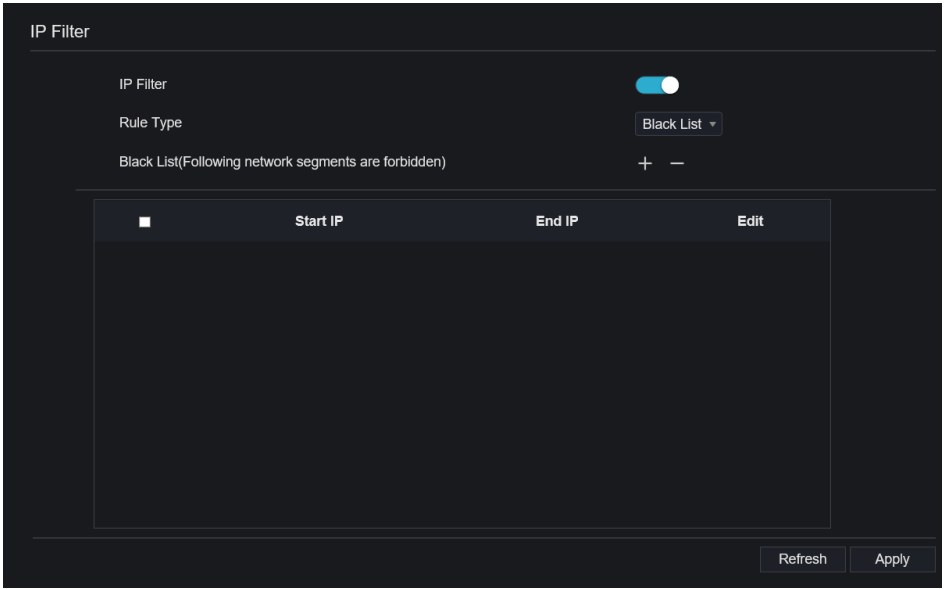 IP Filter
IP Filter
Rule Type
Black List
Black List(Following network segments are forbidden)
Start IP End IP Edit
Refresh Apply